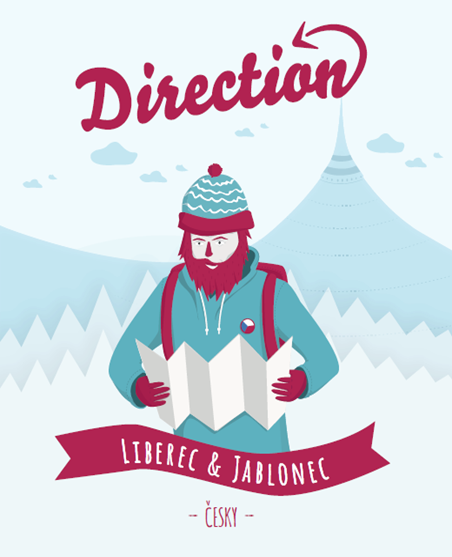 Direction
LIBEREC & JABLONEC
- ČESKY -